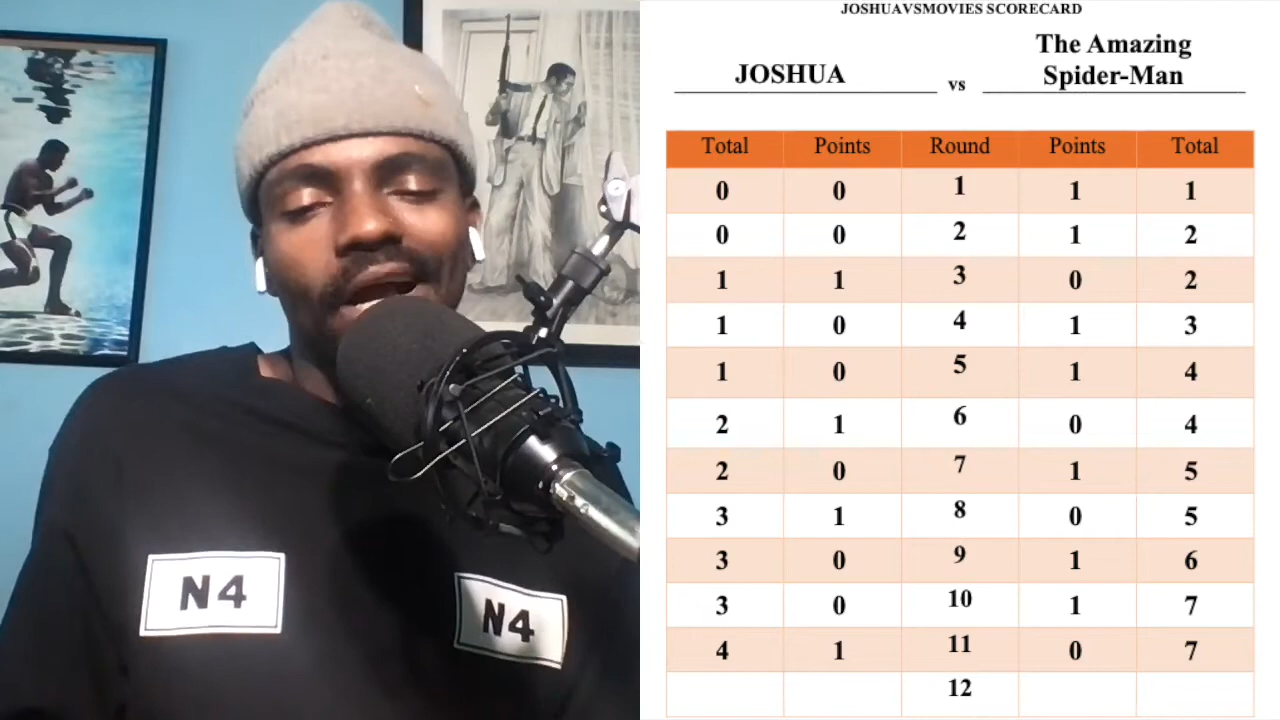 N4
N4
JOSHUAVSMOVIES SCORECARD
JOSHUA vs The Amazing
Spider-Man
Total Points Round Points Total
0 0 1 1 1
0 0 2 1 2
1 1 3 0 2
1 0 4 1 3
1 0 5 1 4
2 1 6 0 4
2 0 7 1 5
3 1 8 0 5
3 0 9 1 6
3 0 10 1 7
4 1 11 0 7
12